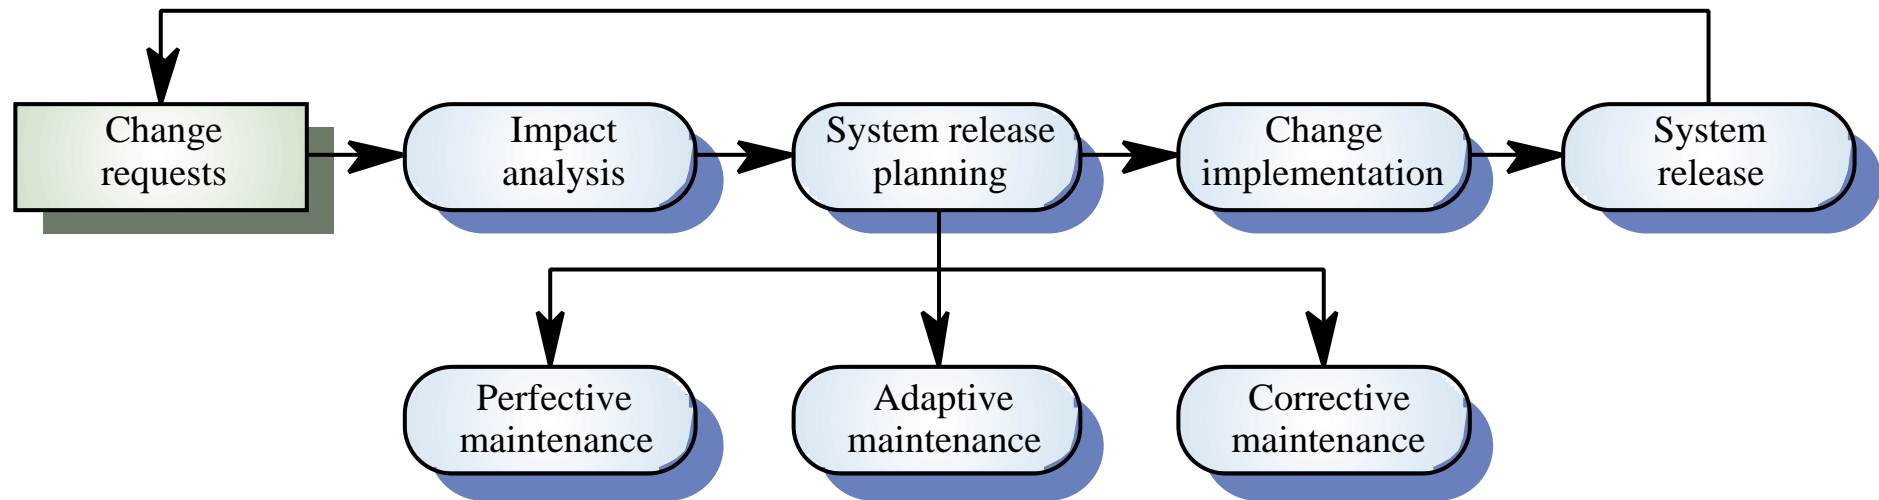 Change
requests
Impact
analysis
System release
planning
Change
implementation
System
release
Perfective
maintenance
Adaptive
maintenance
Corrective
maintenance